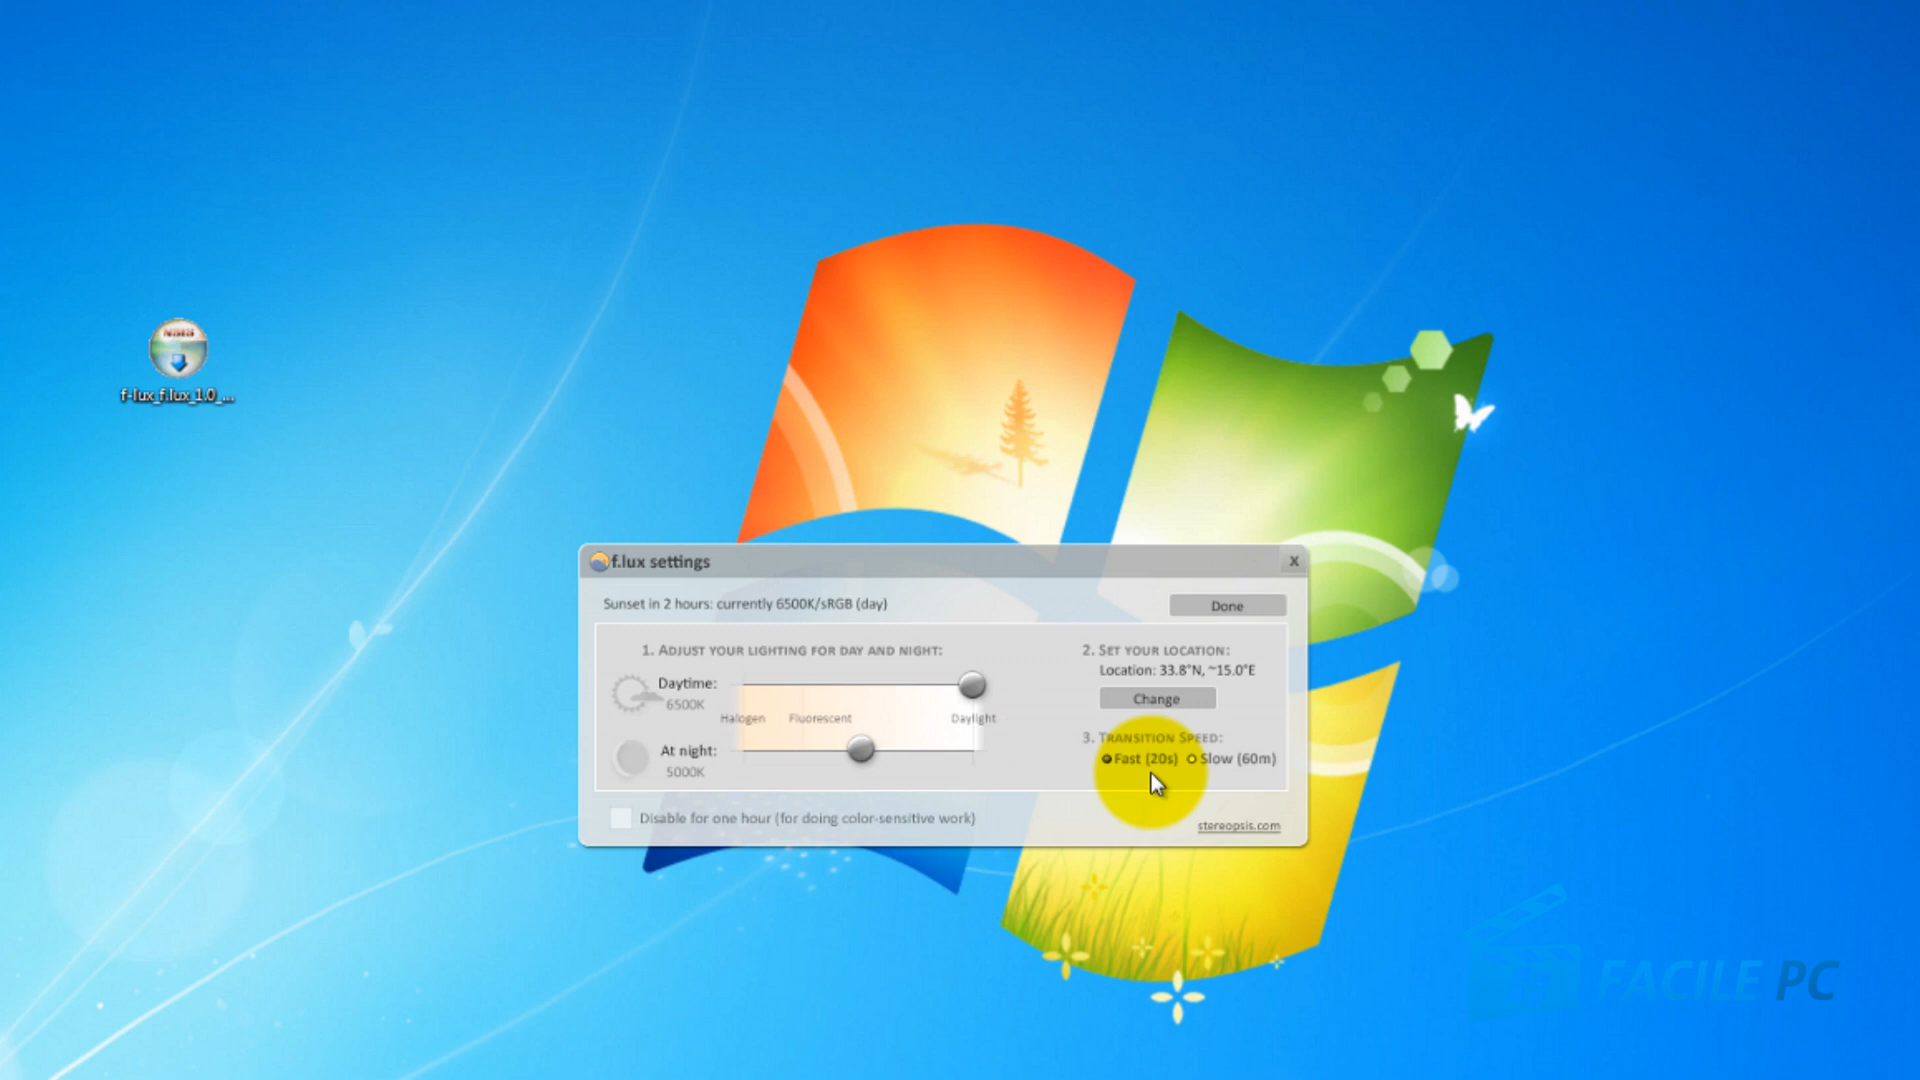 NSIS
f-lux_f.lux_1.0_...
f.lux settings
X
Sunset in 2 hours: currently 6500K/sRGB (day)
Done
1. ADJUST YOUR LIGHTING FOR DAY AND NIGHT:
Daytime:
6500K
Halogen Fluorescent Daylight
At night:
5000K
2. SET YOUR LOCATION:
Location: 33.8°N, ~15.0°E
Change
3. TRANSITION SPEED:
Fast (20s) Slow (60m)
Disable for one hour (for doing color-sensitive work)
stereopsis.com
FACILE PC